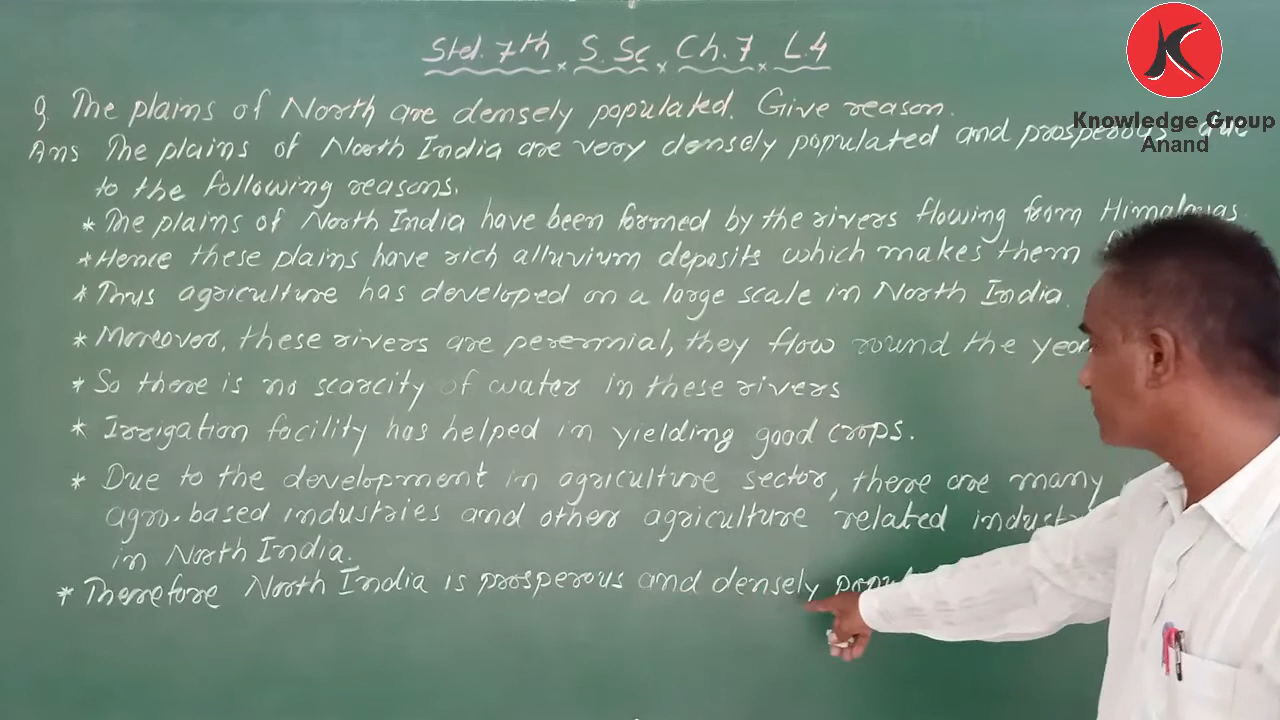 Std. 7th x S. Sc x Ch. 7 x L. 4
Q. The plains of North are densely populated. Give reason.
Knowledge Group
Anand
Ans The plains of North India are very densely populated and prosperous due
to the following reasons.
* The plains of North India have been formed by the rivers flowing from Himalayas.
* Hence these plains have rich alluvium deposits which makes them
* Thus agriculture has developed on a large scale in North India.
* Moreover, these rivers are perennial, they flow round the year
* So there is no scarcity of water in these rivers
* Irrigation facility has helped in yielding good crops.
* Due to the development in agriculture sector, there are many
agro.based industries and other agriculture related
in North India.
* Therefore North India is prosperous and densely